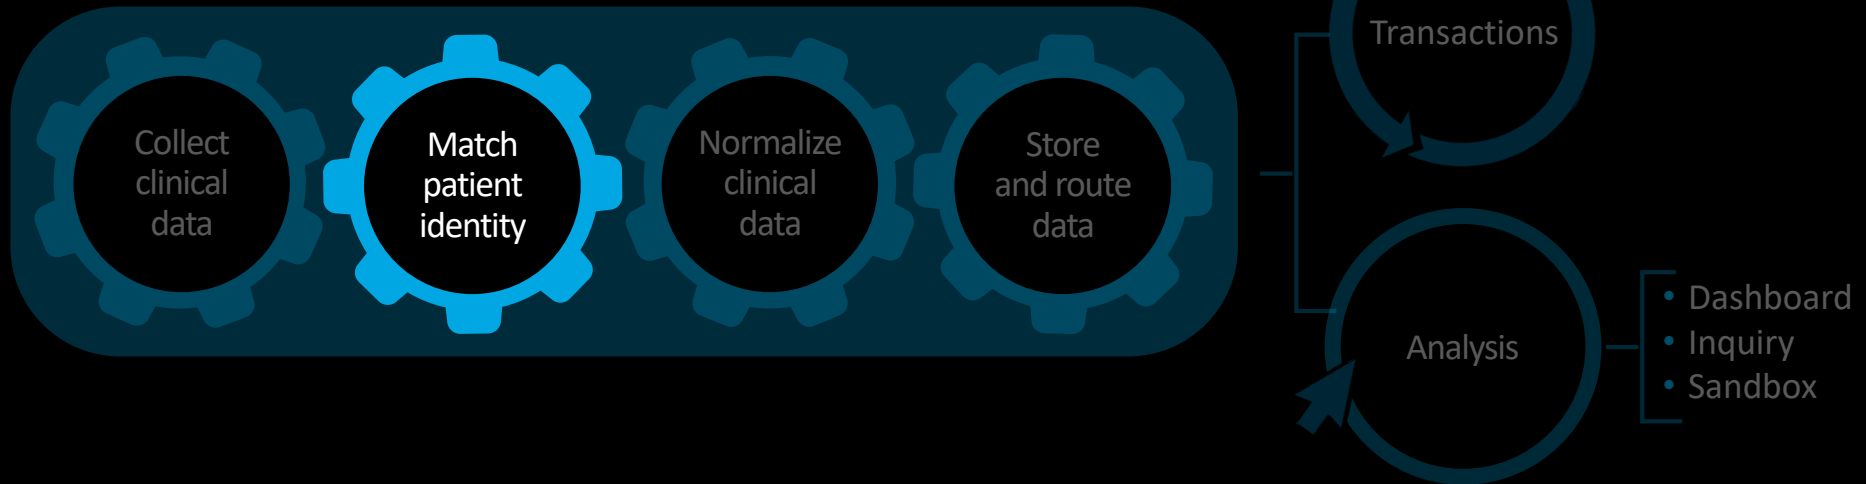 Collect
clinical
data
Match
patient
identity
Normalize
clinical
data
Store
and route
data
Transactions
Analysis
• Dashboard
• Inquiry
• Sandbox